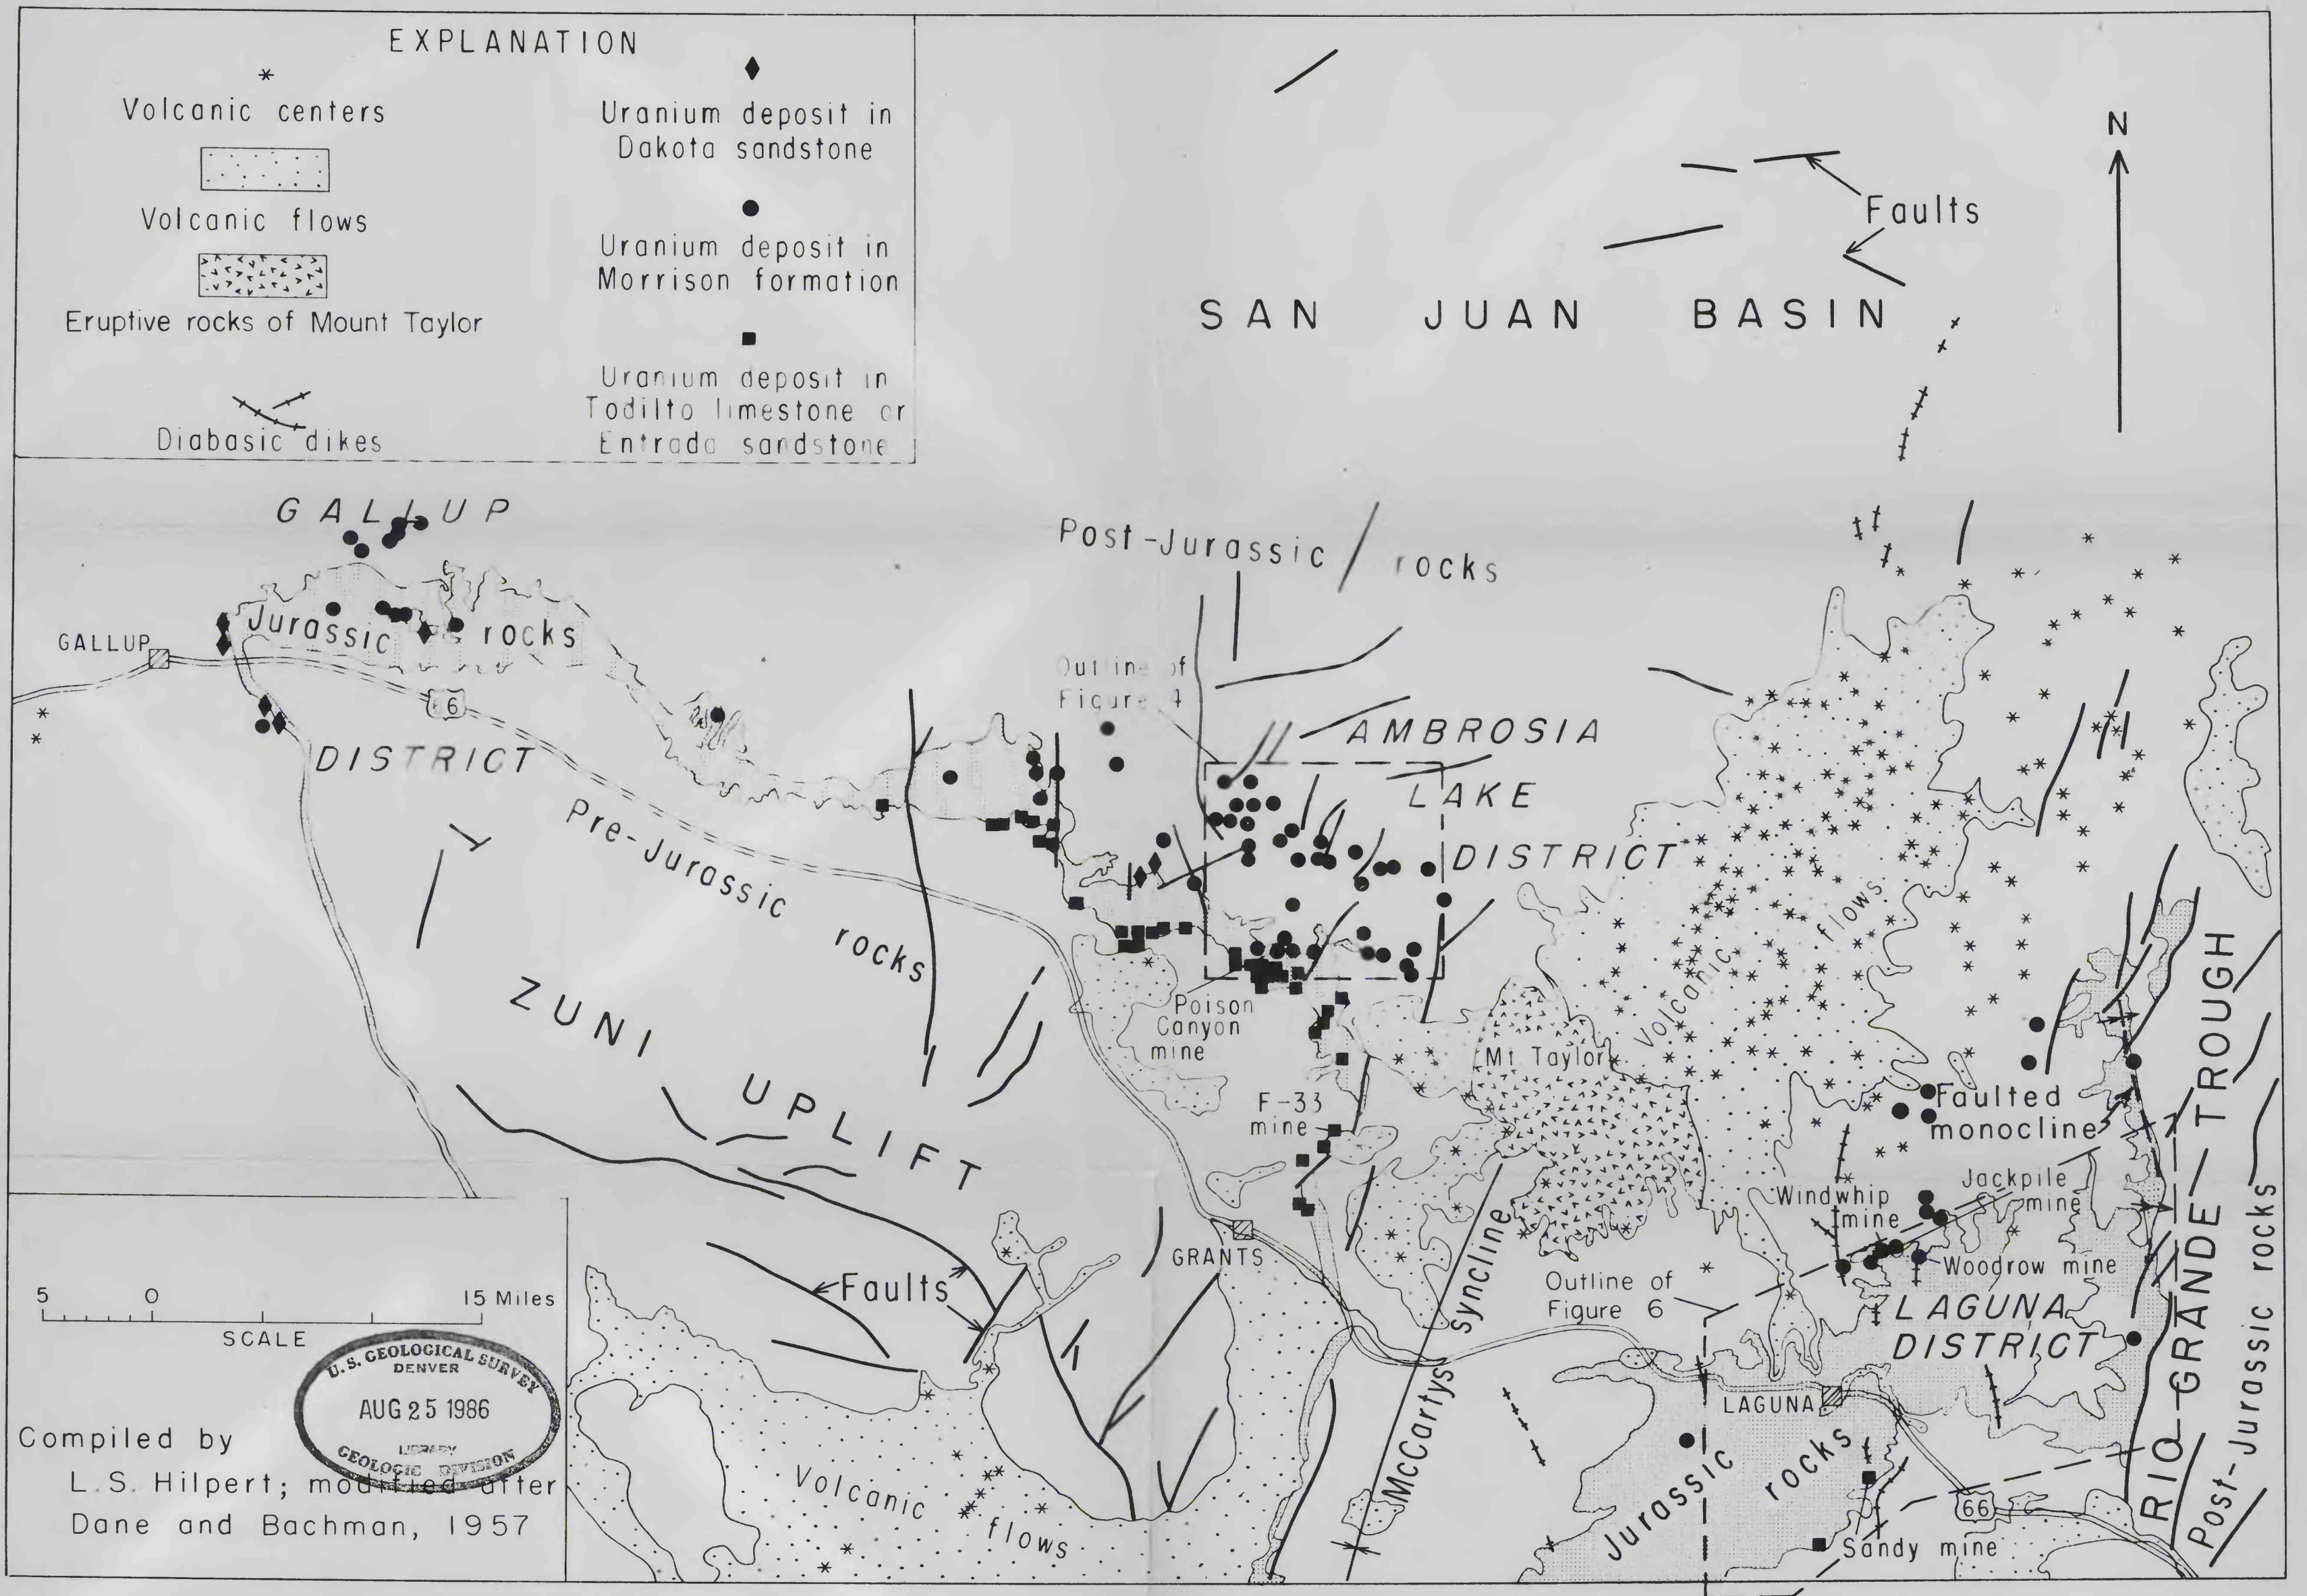 EXPLANATION
Volcanic centers
Volcanic flows
Eruptive rocks of Mount Taylor
Diabasic dikes
Uranium deposit in
Dakota sandstone
Uranium deposit in
Morrison formation
Uranium deposit in
Todilto limestone or
Entrada sandstone
N
Faults
SAN JUAN BASIN
GALLUP
Post-Jurassic rocks
Jurassic rocks
GALLUP
6
DISTRICT
Outline of
Figure 4
AMBROSIA
LAKE
DISTRICT
Pre-Jurassic rocks
Volcanic flows
ZUNI UPLIFT
Poison
Canyon
mine
Mt Taylor
F-33
mine
Faulted
monocline
RIO GRANDE TROUGH
Jackpile
mine
Windwhip
mine
Woodrow mine
GRANTS
Faults
Outline of
Figure 6
LAGUNA
DISTRICT
McCartys syncline
LAGUNA
Jurassic rocks
66
Sandy mine
Post-Jurassic rocks
Volcanic flows
5 0 15 Miles
SCALE
U.S. GEOLOGICAL SURVEY
DENVER
AUG 25 1986
LIBRARY
GEOLOGIC DIVISION
Compiled by
L.S. Hilpert; modified after
Dane and Bachman, 1957